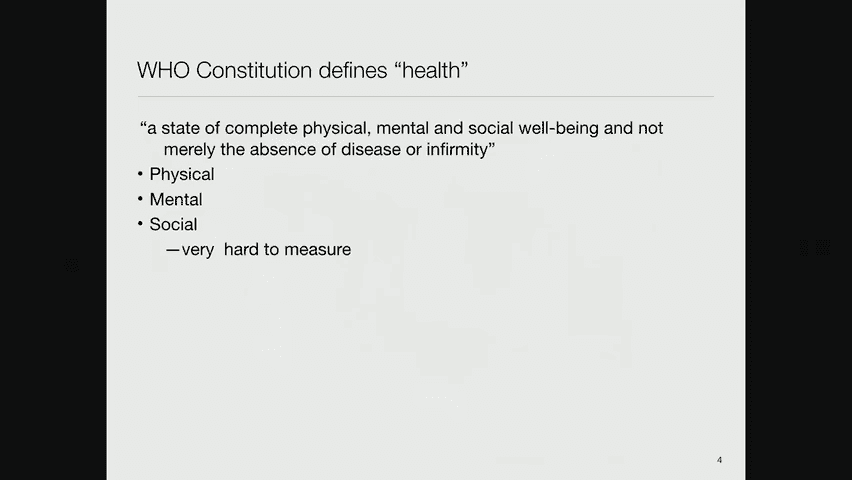 WHO Constitution defines “health”
“a state of complete physical, mental and social well-being and not
merely the absence of disease or infirmity”
• Physical
• Mental
• Social
—very  hard to measure
4